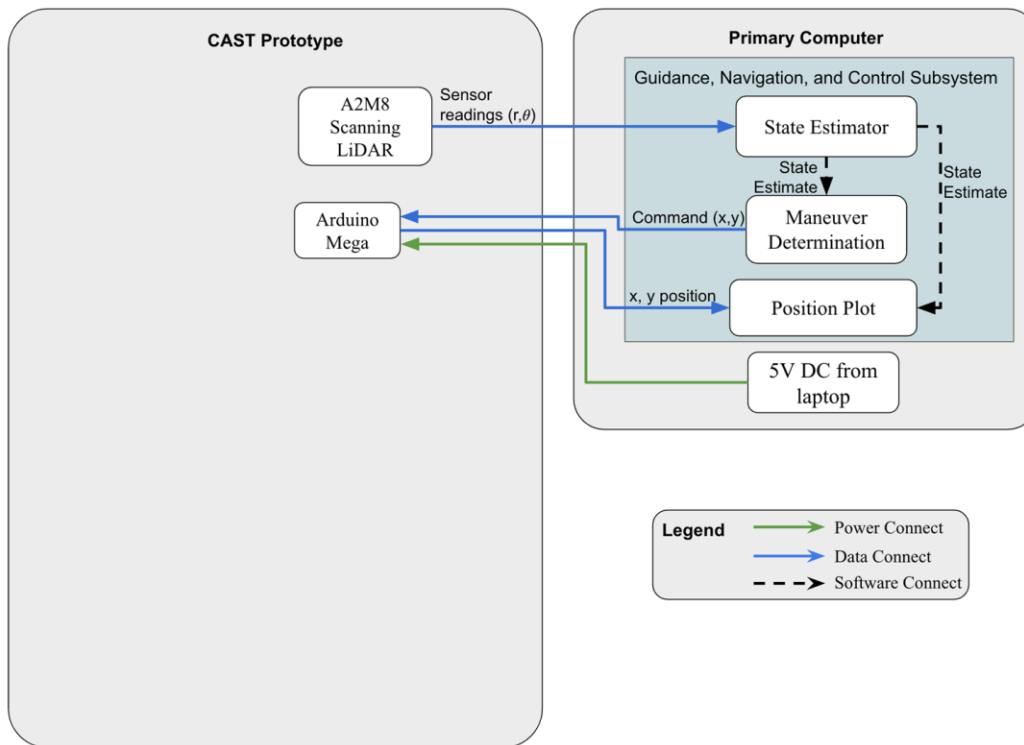 CAST Prototype
A2M8
Scanning
LiDAR
Sensor
readings (r,θ)
Arduino
Mega
Primary Computer
Guidance, Navigation, and Control Subsystem
State Estimator
State
Estimate
State
Estimate
Command (x,y)
Maneuver
Determination
x, y position
Position Plot
5V DC from
laptop
Legend
Power Connect
Data Connect
Software Connect